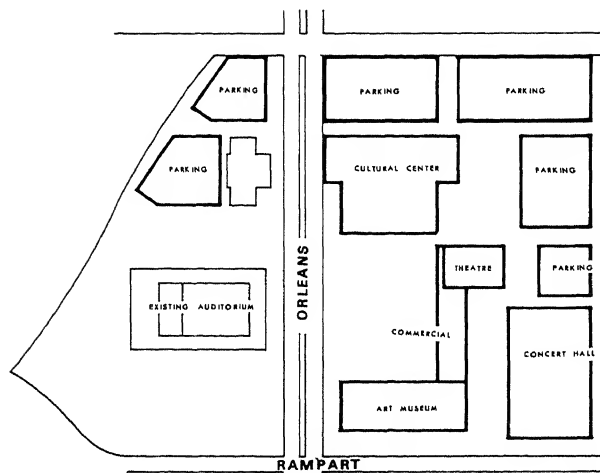 PARKING
PARKING
PARKING
PARKING
CULTURAL CENTER
PARKING
ORLEANS
THEATRE
PARKING
EXISTING AUDITORIUM
COMMERCIAL
CONCERT HALL
ART MUSEUM
RAMPART